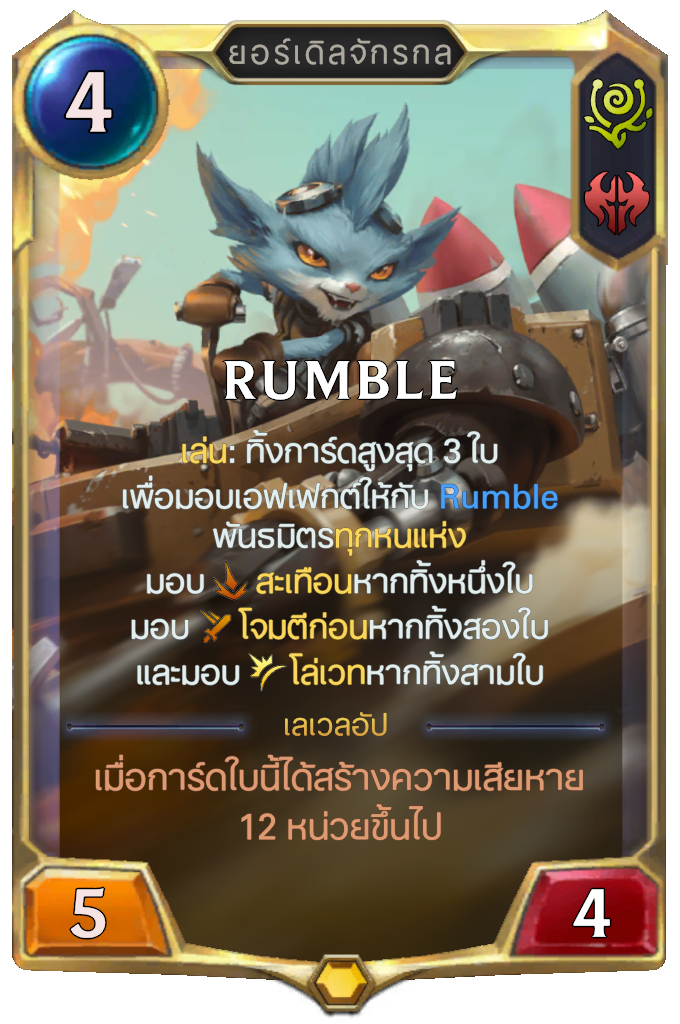 ยอร์เดิลจักรกล
4
RUMBLE
เล่น: ทิ้งการ์ดสูงสุด 3 ใบ
เพื่อมอบเอฟเฟกต์ให้กับ Rumble
พันธมิตรทุกหนแห่ง
มอบ สะเทือนหากทิ้งหนึ่งใบ
มอบ โจมตีก่อนหากทิ้งสองใบ
และมอบ โล่เวทหากทิ้งสามใบ
เลเวลอัป
เมื่อการ์ดใบนี้ได้สร้างความเสียหาย
12 หน่วยขึ้นไป
5
4